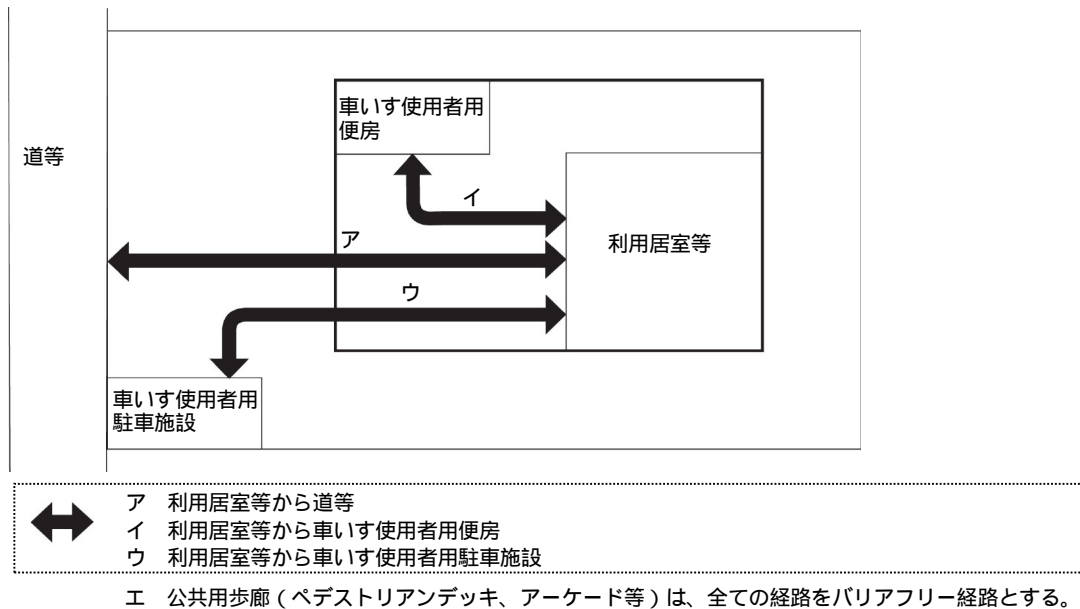 車いす使用者用
便房
道等
イ
利用居室等
ア
ウ
車いす使用者用
駐車施設
ア 利用居室等から道等
イ 利用居室等から車いす使用者用便房
ウ 利用居室等から車いす使用者用駐車施設
エ 公共用歩廊（ペデストリアンデッキ、アーケード等）は、全ての経路をバリアフリー経路とする。